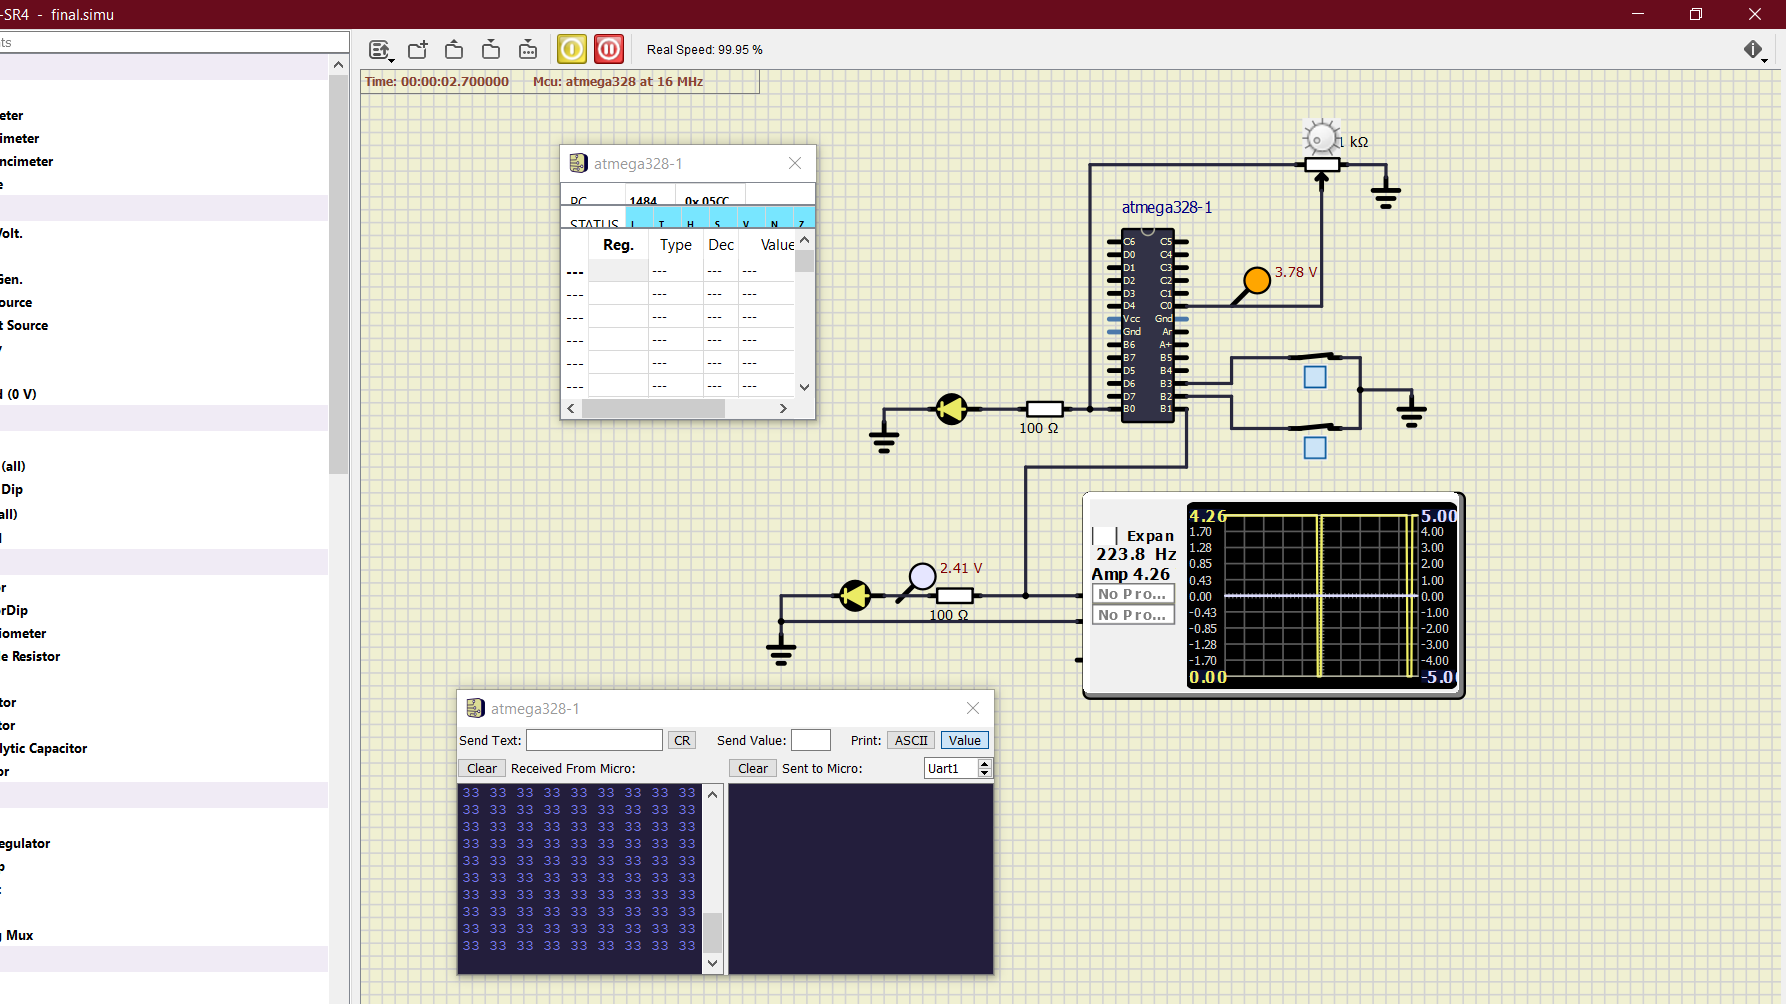 -SR4 - final.simu
ts
Real Speed: 99.95 %
Time: 00:00:02.700000 Mcu: atmega328 at 16 MHz
eter
imeter
ncimeter
e
Volt.
Gen.
ource
t Source
y
d (0 V)
(all)
Dip
all)
l
or
orDip
iometer
le Resistor
tor
tor
lytic Capacitor
or
egulator
p
g Mux
atmega328-1
PC 1484 0x 05CC
STATUS I T H S V N Z
Reg. Type Dec Value
--- --- --- ---
--- --- --- ---
--- --- --- ---
--- --- --- ---
--- --- --- ---
--- --- --- ---
1 kΩ
atmega328-1
C6 C5
D0 C4
D1 C3
D2 C2
D3 C1
D4 C0
Vcc Gnd
Gnd Ar
B6 A+
B7 B5
D5 B4
D6 B3
D7 B2
B0 B1
3.78 V
100 Ω
2.41 V
100 Ω
Expan
223.8 Hz
Amp 4.26
No Pro...
No Pro...
4.26 5.00
1.70 4.00
1.28 3.00
0.85 2.00
0.43 1.00
0.00 0.00
-0.43 -1.00
-0.85 -2.00
-1.28 -3.00
-1.70 -4.00
0.00 -5.0
atmega328-1
Send Text: CR Send Value: Print: ASCII Value
Clear Received From Micro: Clear Sent to Micro: Uart1
33 33 33 33 33 33 33 33 33
33 33 33 33 33 33 33 33 33
33 33 33 33 33 33 33 33 33
33 33 33 33 33 33 33 33 33
33 33 33 33 33 33 33 33 33
33 33 33 33 33 33 33 33 33
33 33 33 33 33 33 33 33 33
33 33 33 33 33 33 33 33 33
33 33 33 33 33 33 33 33 33
33 33 33 33 33 33 33 33 33